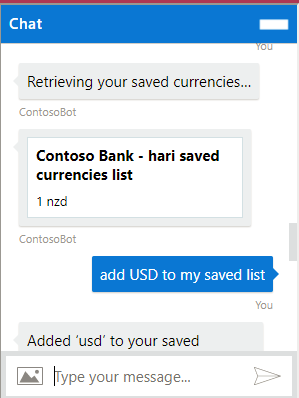 Chat
You
Retrieving your saved currencies...
ContosoBot
Contoso Bank - hari saved
currencies list
1 nzd
ContosoBot
add USD to my saved list
You
Added 'usd' to your saved
Type your message...